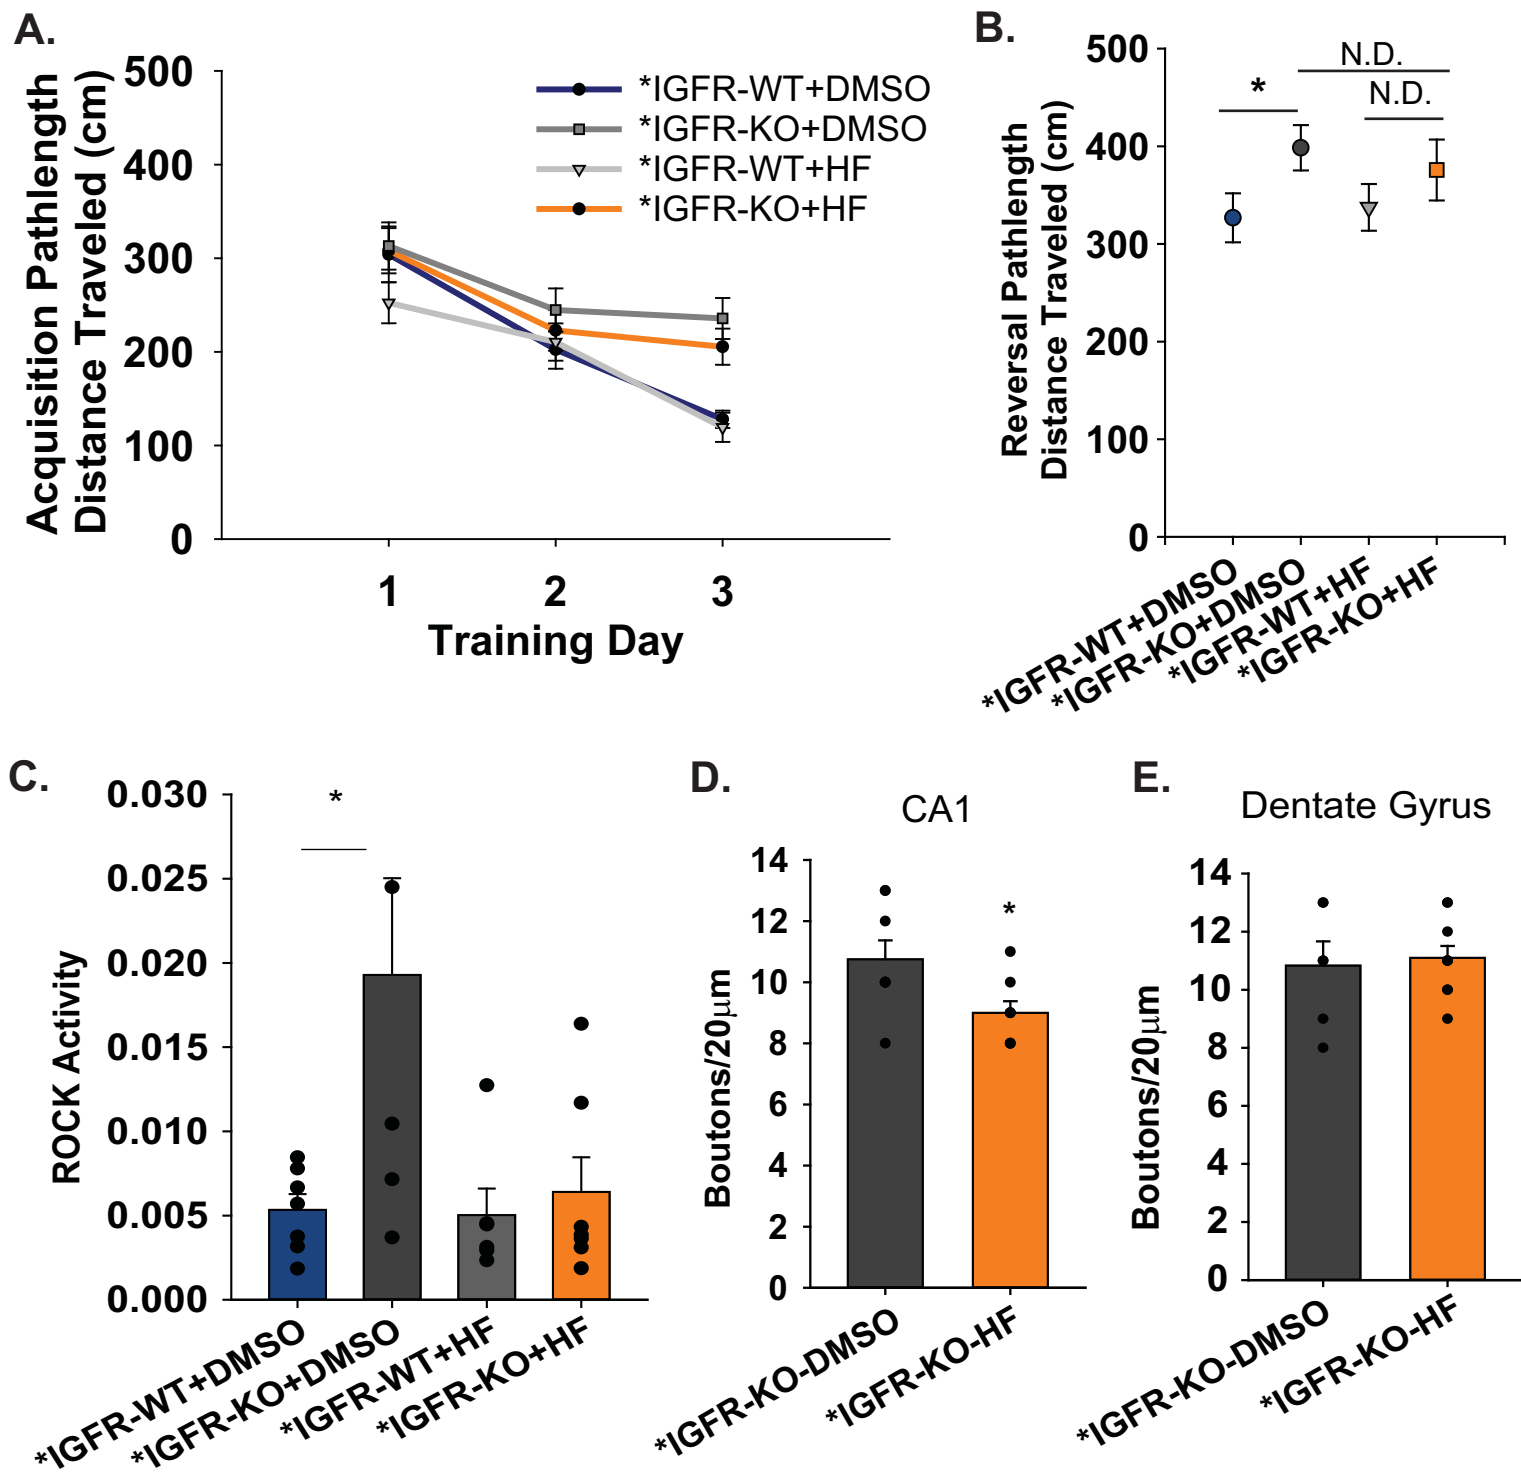 A.
Acquisition Pathlength
Distance Traveled (cm)
500
400
300
200
100
0
1
2
3
Training Day
*IGFR-WT+DMSO
*IGFR-KO+DMSO
*IGFR-WT+HF
*IGFR-KO+HF
B.
Reversal Pathlength
Distance Traveled (cm)
500
400
300
200
100
0
*
N.D.
N.D.
*IGFR-WT+DMSO
*IGFR-KO+DMSO
*IGFR-WT+HF
*IGFR-KO+HF
C.
ROCK Activity
0.030
0.025
0.020
0.015
0.010
0.005
0.000
*
*IGFR-WT+DMSO
*IGFR-KO+DMSO
*IGFR-WT+HF
*IGFR-KO+HF
D.
CA1
Boutons/20μm
14
12
10
8
6
4
2
0
*
*IGFR-KO-DMSO
*IGFR-KO-HF
E.
Dentate Gyrus
Boutons/20μm
14
12
10
8
6
4
2
0
*IGFR-KO-DMSO
*IGFR-KO-HF